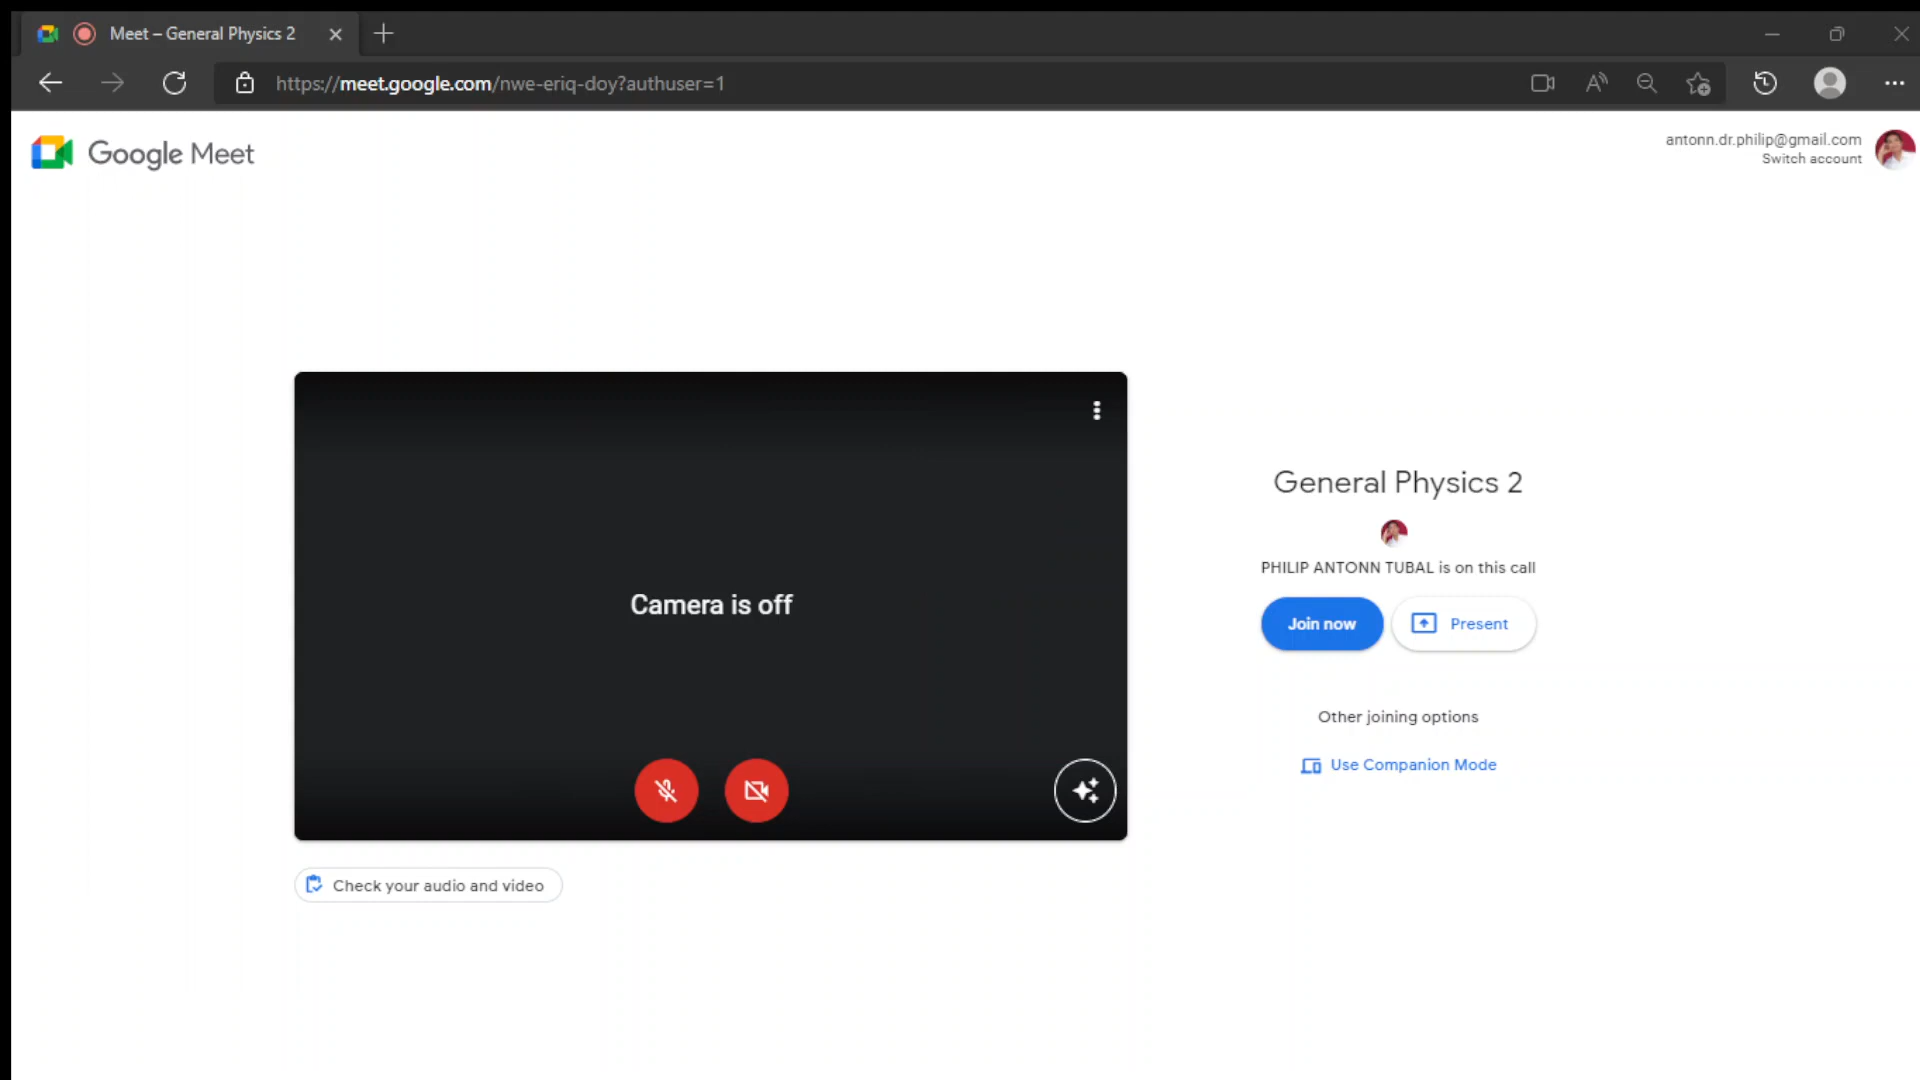 Meet – General Physics 2
https://meet.google.com/nwe-eriq-doy?authuser=1
Google Meet
antonn.dr.philip@gmail.com
Switch account
Camera is off
General Physics 2
PHILIP ANTONN TUBAL is on this call
Join now
Present
Other joining options
Use Companion Mode
Check your audio and video